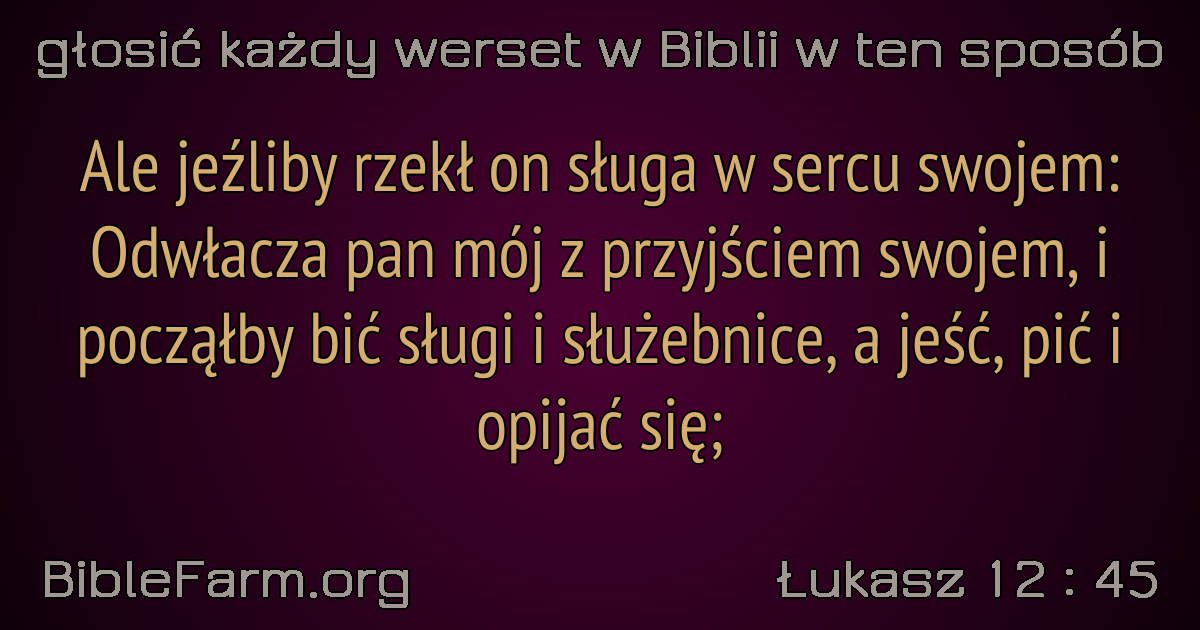 głosić każdy werset w Biblii w ten sposób
Ale jeźliby rzekł on sługa w sercu swojem:
Odwłacza pan mój z przyjściem swojem, i
począłby bić sługi i służebnice, a jeść, pić i
opijać się;
BibleFarm.org
Łukasz 12 : 45